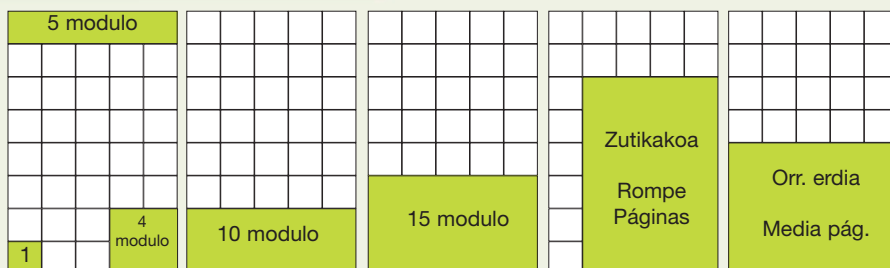 5 modulo
1
4
modulo
10 modulo
15 modulo
Zutikakoa
Rompe
Páginas
Orr. erdia
Media pág.